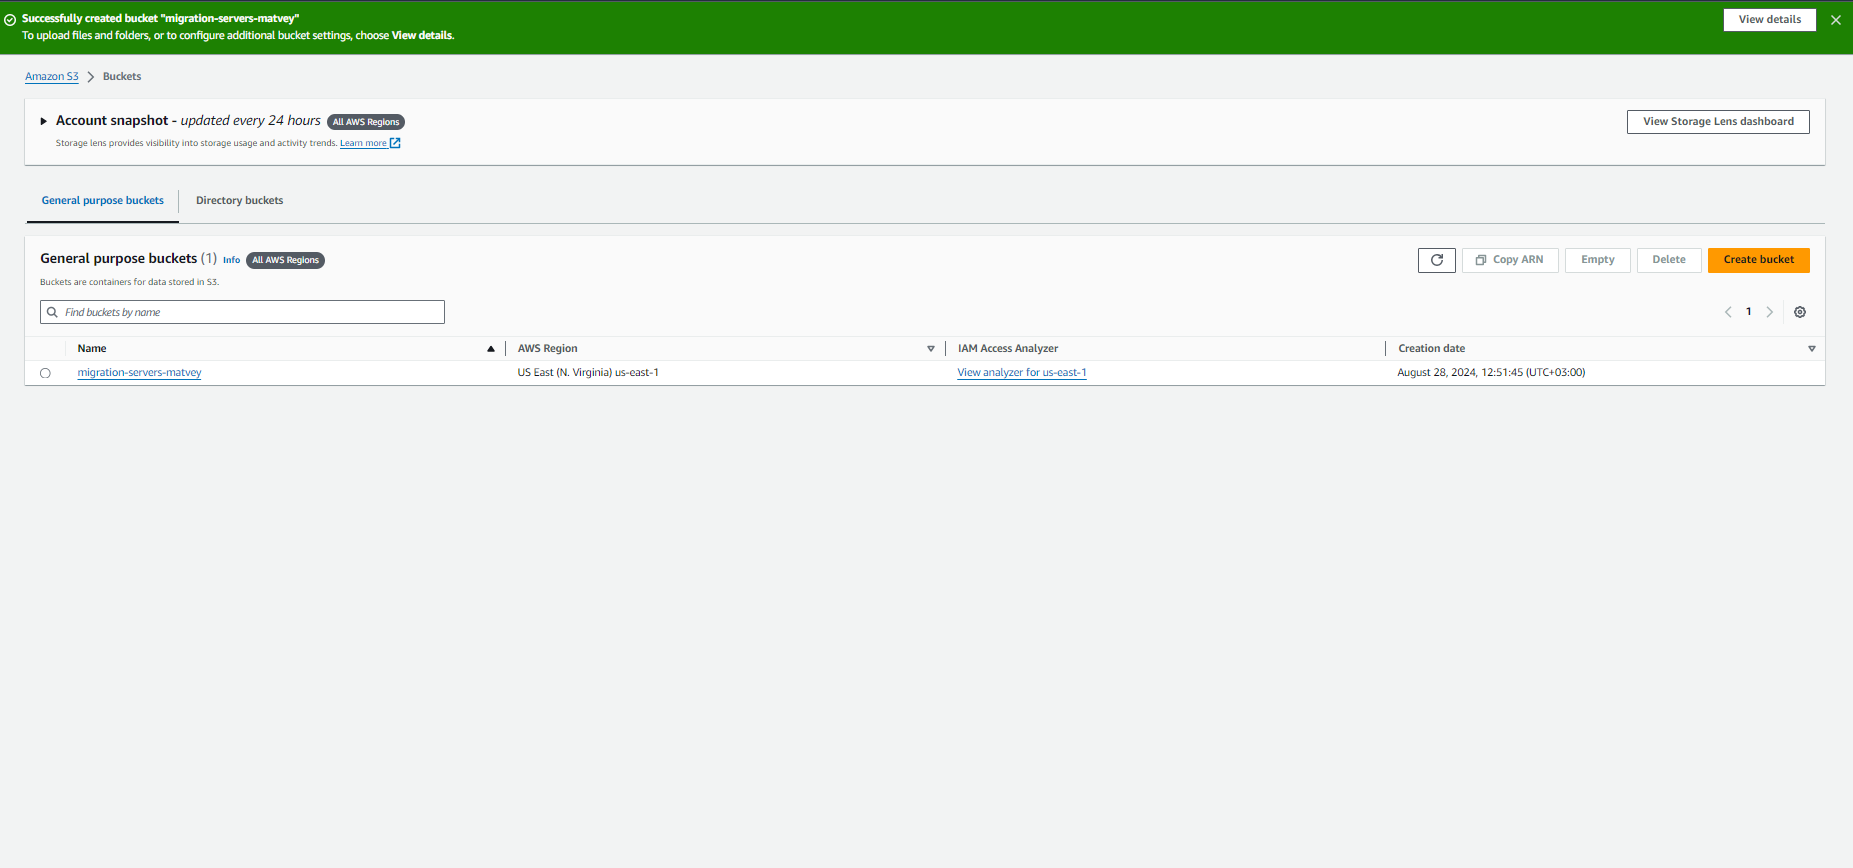 Successfully created bucket "migration-servers-matvey"
To upload files and folders, or to configure additional bucket settings, choose View details.
View details
Amazon S3 > Buckets
Account snapshot - updated every 24 hours All AWS Regions
View Storage Lens dashboard
Storage lens provides visibility into storage usage and activity trends. Learn more
General purpose buckets Directory buckets
General purpose buckets (1) Info All AWS Regions
Copy ARN Empty Delete Create bucket
Buckets are containers for data stored in S3.
Find buckets by name
1
Name AWS Region IAM Access Analyzer Creation date
migration-servers-matvey US East (N. Virginia) us-east-1 View analyzer for us-east-1 August 28, 2024, 12:51:45 (UTC+03:00)